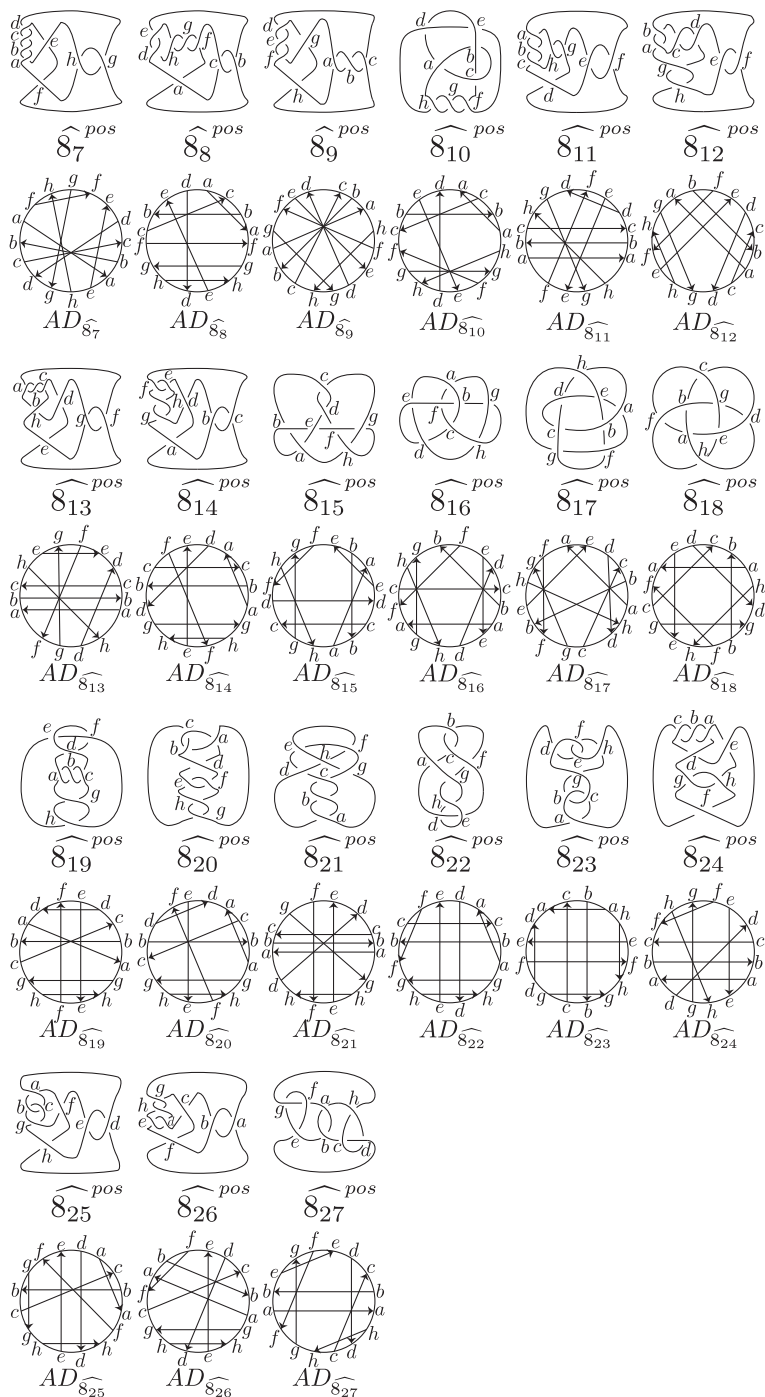 d c b a e h g f
e d g f h c b a
d e f g a b c h
d e a b c g h f
a b c g h e f d
b a c d g e f h
8̂₇^pos 8̂₈^pos 8̂₉^pos 8̂₁₀^pos 8̂₁₁^pos 8̂₁₂^pos
h g f f e a d b c c b d g h e a
d a e c b b c a f f g g h h d e
d c e b f a g h a f b e c h g d
d a e c b b c a f h g g h d e f
f d e g h d c c b b a a f e g h
b f a e g d h c f b e a h g d c
AD₈̂₇ AD₈̂₈ AD₈̂₉ AD₈̂₁₀ AD₈̂₁₁ AD₈̂₁₂
a c b d h g f e
e f h d g b c a
c d b e f g a h
a e b g f c d h
h d e a c b g f
c b g f d a e h
8̂₁₃^pos 8̂₁₄^pos 8̂₁₅^pos 8̂₁₆^pos 8̂₁₇^pos 8̂₁₈^pos
g f e e h d c c b b a a f g d h
e d f a c c b b d a g g h h e f
f e g b h a f e d d c c g h a b
b f g e h d c c f b a a g h d e
a e f d g c h b e a b h f g c d
d c e b a a f h b d c g g e h f b
AD₈̂₁₃ AD₈̂₁₄ AD₈̂₁₅ AD₈̂₁₆ AD₈̂₁₇ AD₈̂₁₈
e f d b a c g h
c b a d e f h g
e f h d c g b a
b a c f g h d e
f d e h g b c a
c b a e d g h f
8̂₁₉^pos 8̂₂₀^pos 8̂₂₁^pos 8̂₂₂^pos 8̂₂₃^pos 8̂₂₄^pos
f e d d a c b b c a g g h h f e
f e d d a c c b b a g g h h e f
f e g d c c b b a a d g h h f e
e d f a c c b b f a g g h h e d
c b a a d h e e f f d h g g c b
g f f e h d c c b b a a d e g h
AD₈̂₁₉ AD₈̂₂₀ AD₈̂₂₁ AD₈̂₂₂ AD₈̂₂₃ AD₈̂₂₄
a b c f g e d h
g h c e d b a f
f a h g e b c d
8̂₂₅^pos 8̂₂₆^pos 8̂₂₇^pos
e d f a g c b b c a g f h h e d
f e b d a c c b g a h g d h e
f e g d e c b b a a f h g d h c
AD₈̂₂₅ AD₈̂₂₆ AD₈̂₂₇